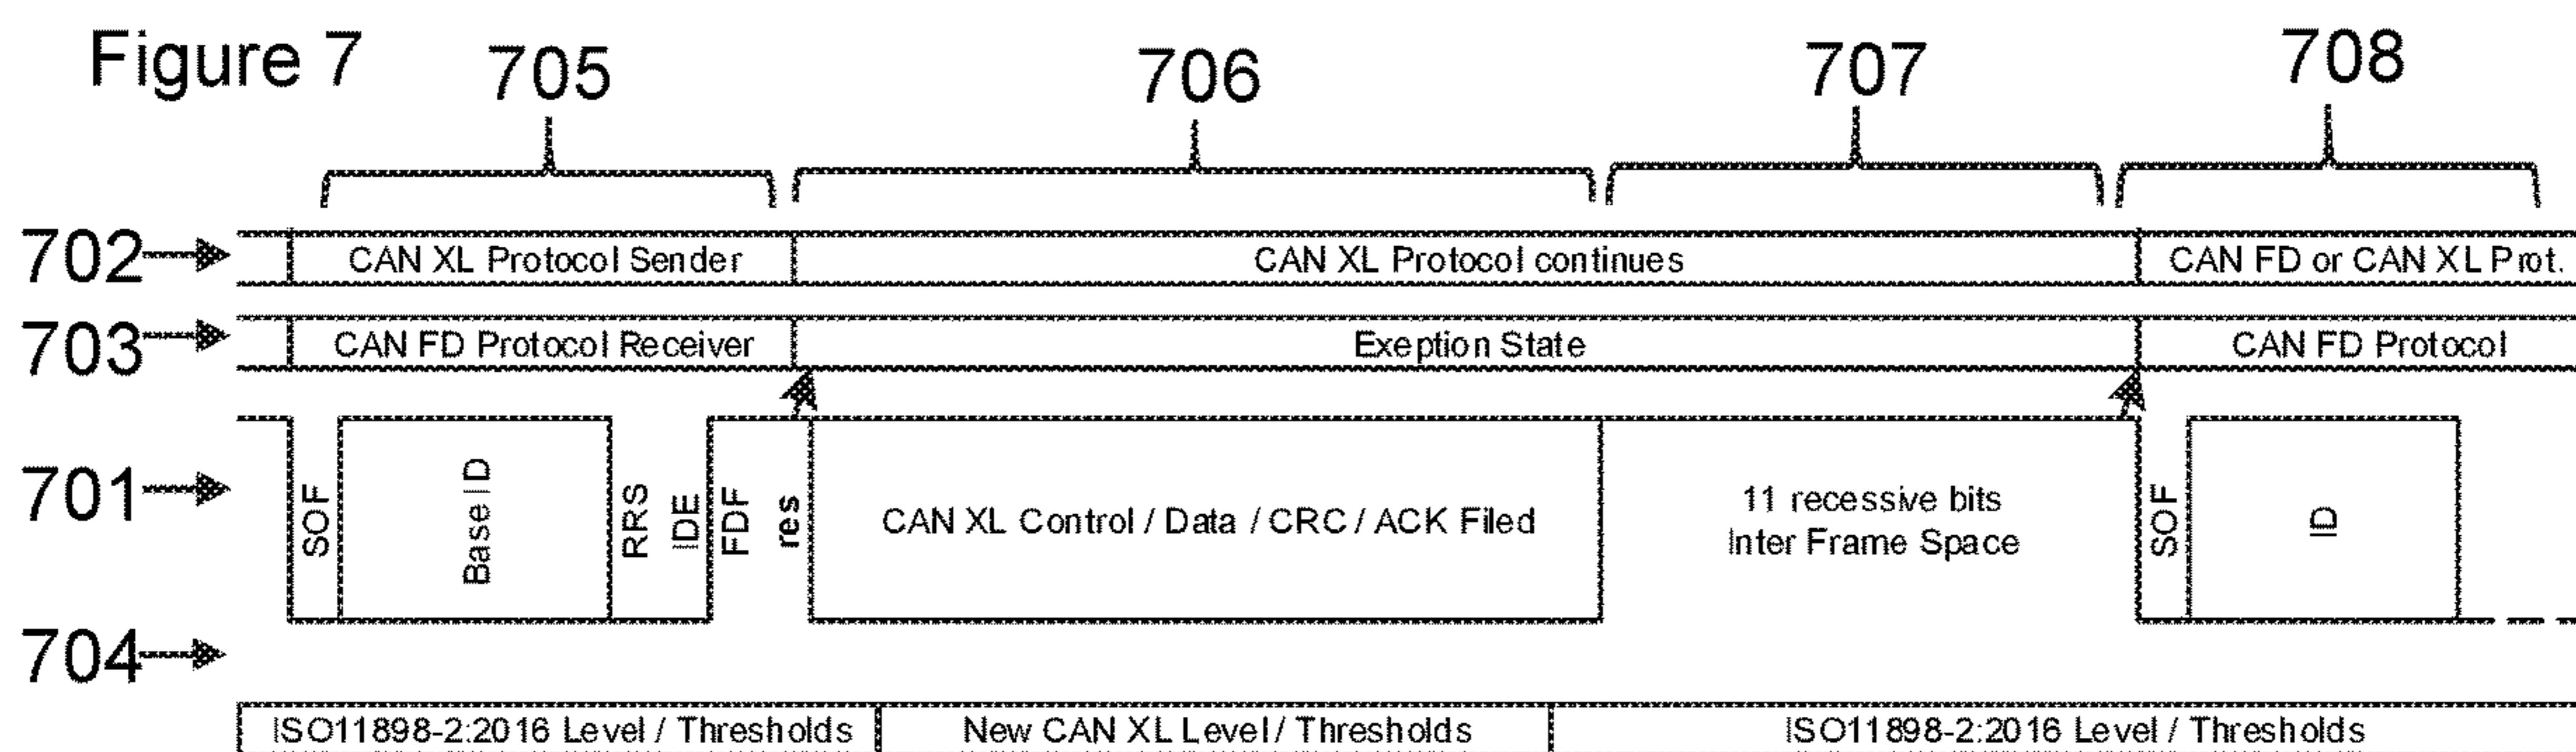 Figure 7
705
706
707
708
702
CAN XL Protocol Sender
CAN XL Protocol continues
CAN FD or CAN XL Prot.
703
CAN FD Protocol Receiver
Exeption State
CAN FD Protocol
701
SOF
Base ID
RRS
IDE
FDF
res
CAN XL Control / Data / CRC / ACK Filed
11 recessive bits
Inter Frame Space
SOF
ID
704
ISO11898-2:2016 Level / Thresholds
New CAN XL Level / Thresholds
ISO11898-2:2016 Level / Thresholds